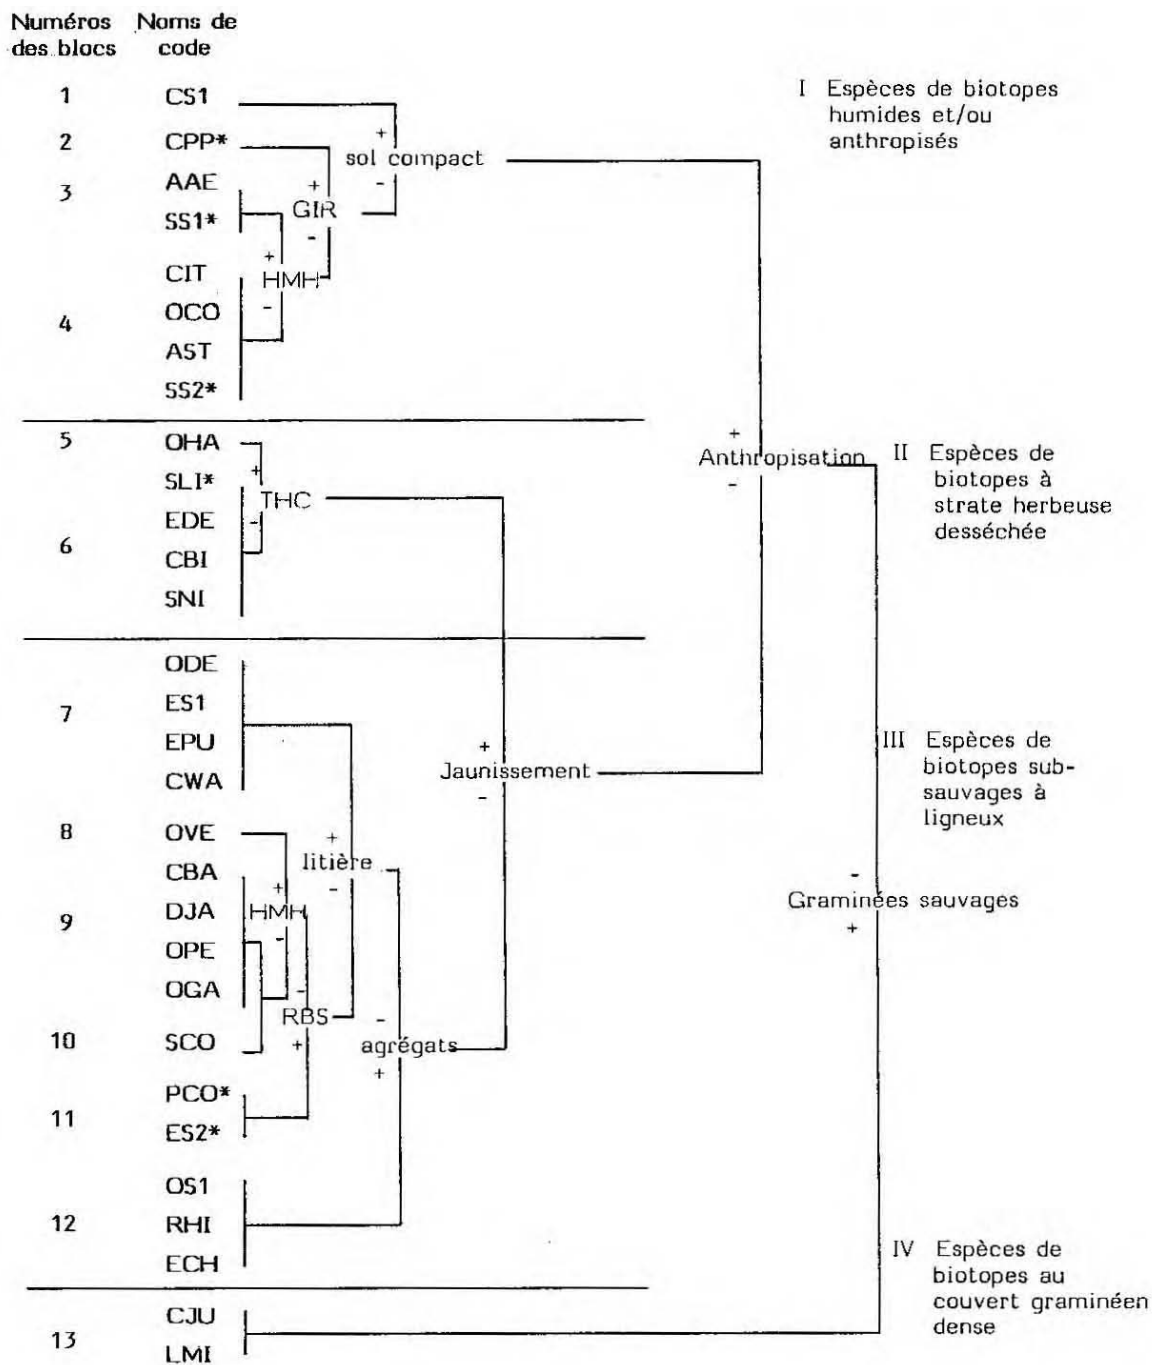 Numéros Noms de
des blocs code
1 CS1
I Espèces de biotopes
humides et/ou
anthropisés
+
2 CPP*
sol compact
3 AAE
+ -
SS1* GIR
-
+
CIT HMH
OCO -
4
AST
SS2*
5 OHA
+
Anthropisation
-
II Espèces de
biotopes à
strate herbeuse
desséchée
+
SLI* THC
EDE -
6
CBI
SNI
ODE
7 ES1
EPU
CWA
+
Jaunissement
-
III Espèces de
biotopes sub-
sauvages à
ligneux
8 OVE
+
litière
-
CBA
+
9 DJA HMH
-
OPE
OGA
-
Graminées sauvages
+
-
RBS
+
10 SCO
-
agrégats
+
PCO*
11
ES2*
OS1
12 RHI
ECH
IV Espèces de
biotopes au
couvert graminéen
dense
CJU
13
LMI